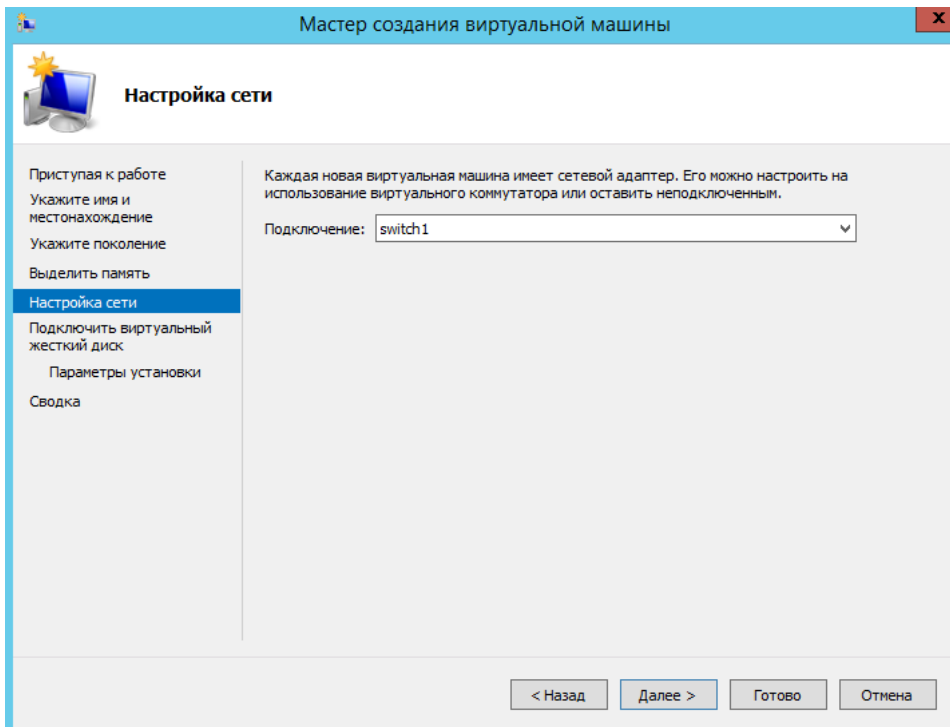 Мастер создания виртуальной машины
x
Настройка сети
Приступая к работе
Укажите имя и
местонахождение
Укажите поколение
Выделить память
Настройка сети
Подключить виртуальный
жесткий диск
Параметры установки
Сводка
Каждая новая виртуальная машина имеет сетевой адаптер. Его можно настроить на
использование виртуального коммутатора или оставить неподключенным.
Подключение: switch1
< Назад Далее > Готово Отмена